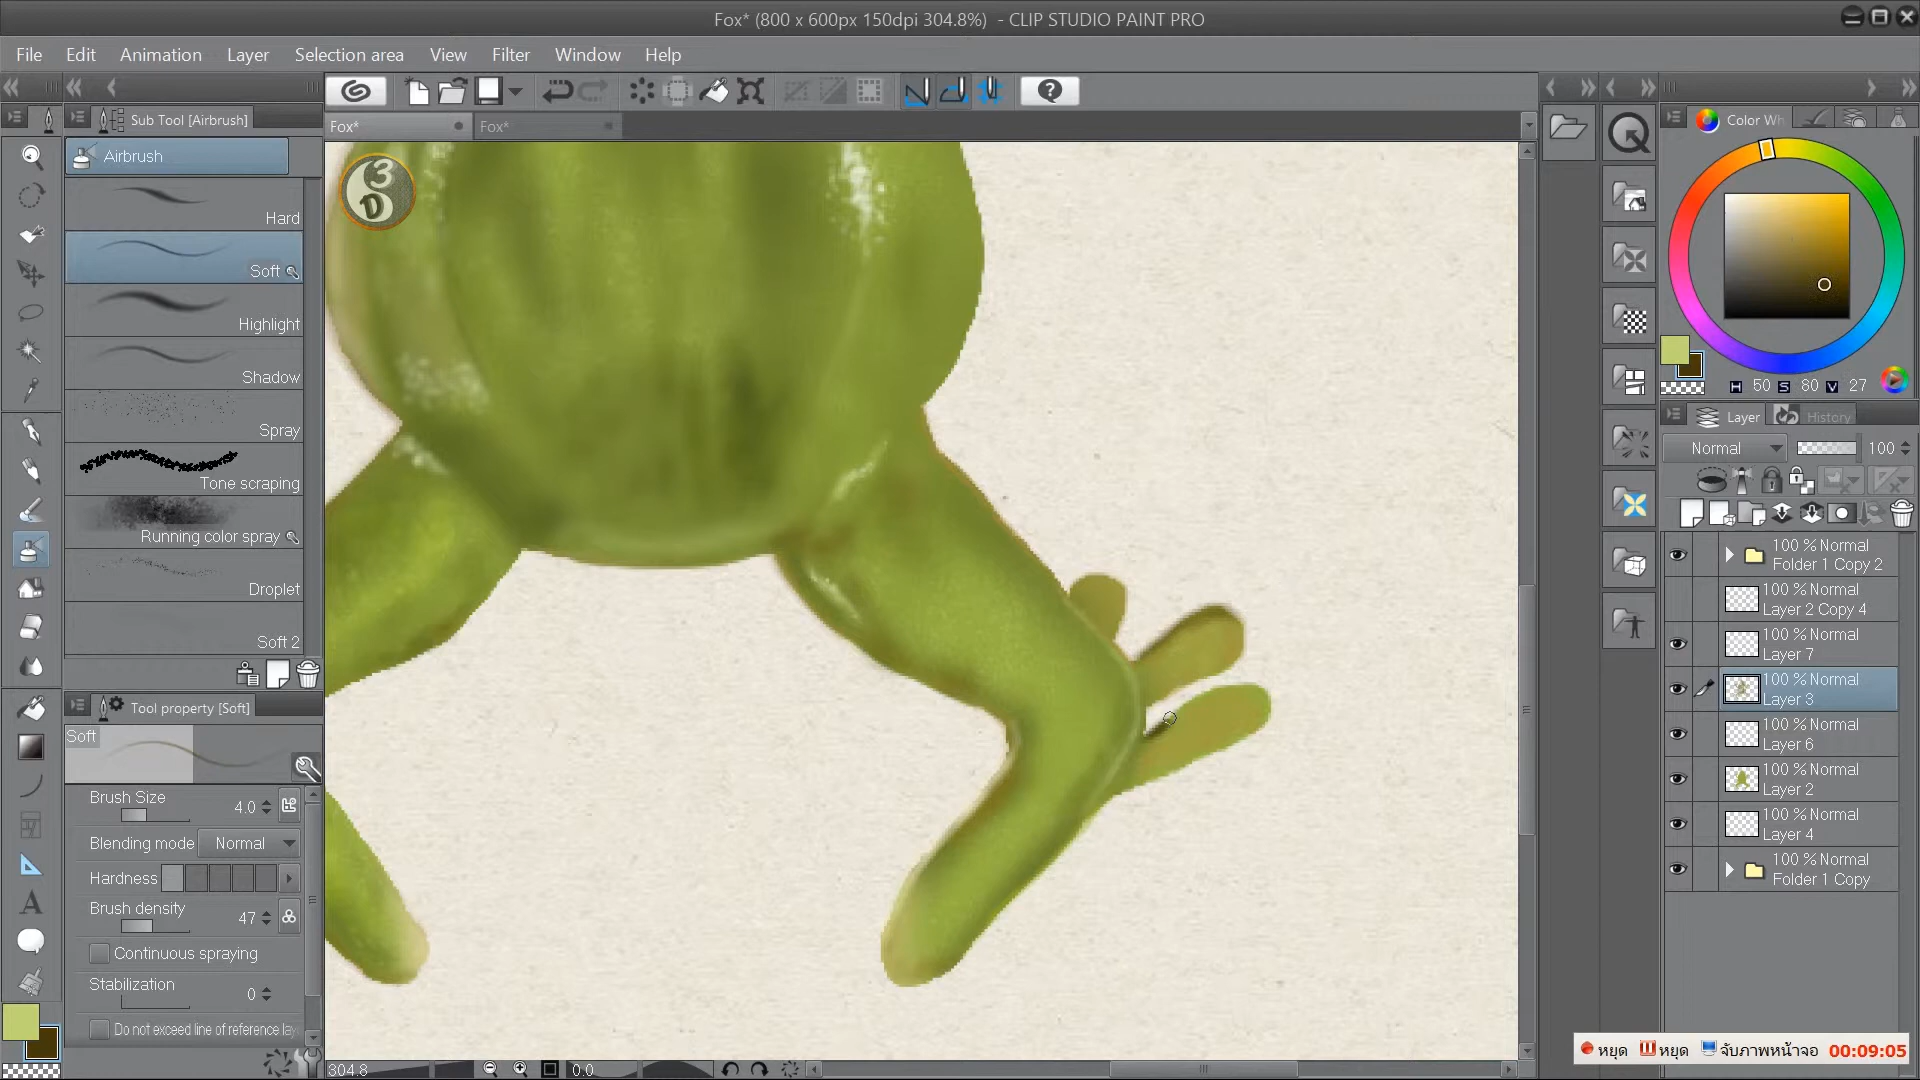 Fox* (800 x 600px 150dpi 304.8%) - CLIP STUDIO PAINT PRO
File Edit Animation Layer Selection area View Filter Window Help
Sub Tool [Airbrush]
Airbrush
Hard
Soft
Highlight
Shadow
Spray
Tone scraping
Running color spray
Droplet
Soft 2
Tool property [Soft]
Soft
Brush Size 4.0
Blending mode Normal
Hardness
Brush density 47
Continuous spraying
Stabilization 0
Do not exceed line of reference lay
Fox* Fox*
3D
304.8 0.0
Color Wh
H 50 S 80 V 27
Layer History
Normal 100
100 % Normal
Folder 1 Copy 2
100 % Normal
Layer 2 Copy 4
100 % Normal
Layer 7
100 % Normal
Layer 3
100 % Normal
Layer 6
100 % Normal
Layer 2
100 % Normal
Layer 4
100 % Normal
Folder 1 Copy
หยุด หยุด จับภาพหน้าจอ 00:09:05